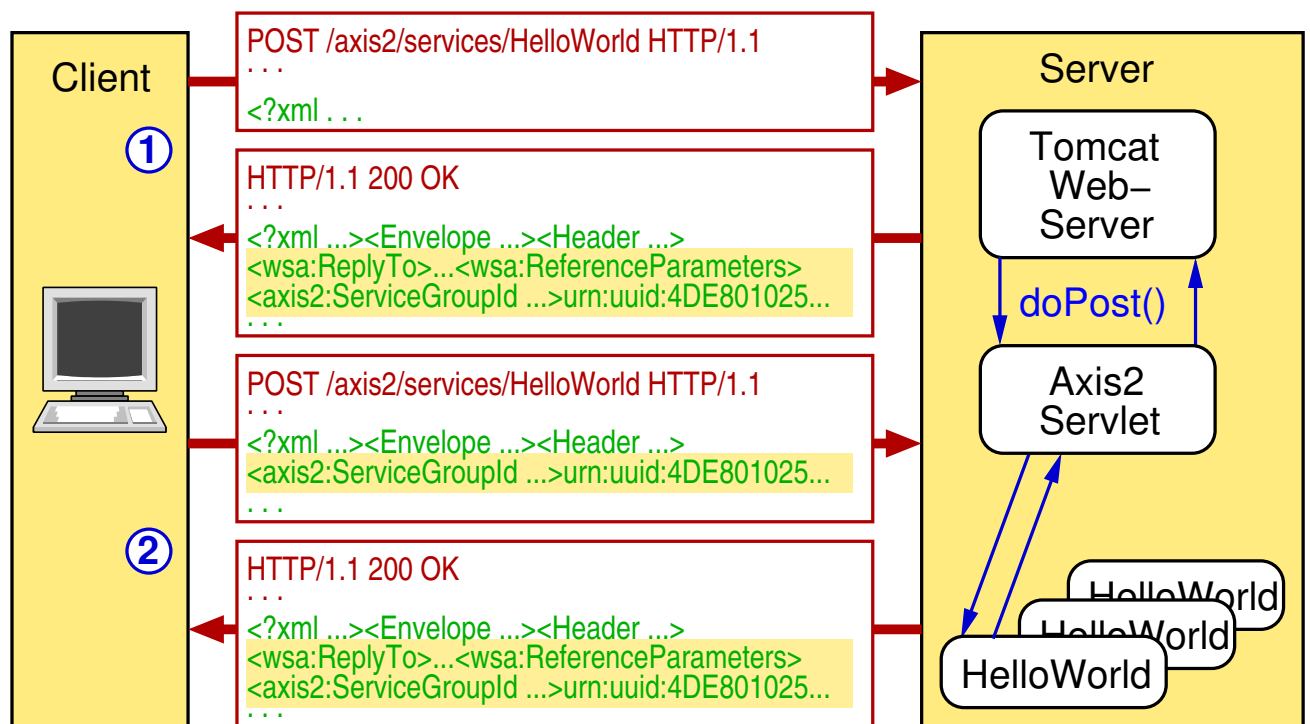 Client
①
②
POST /axis2/services/HelloWorld HTTP/1.1
. . .
<?xml . . .
HTTP/1.1 200 OK
. . .
<?xml ...><Envelope ...><Header ...>
<wsa:ReplyTo>...<wsa:ReferenceParameters>
<axis2:ServiceGroupId ...>urn:uuid:4DE801025...
. . .
POST /axis2/services/HelloWorld HTTP/1.1
. . .
<?xml ...><Envelope ...><Header ...>
<axis2:ServiceGroupId ...>urn:uuid:4DE801025...
. . .
HTTP/1.1 200 OK
. . .
<?xml ...><Envelope ...><Header ...>
<wsa:ReplyTo>...<wsa:ReferenceParameters>
<axis2:ServiceGroupId ...>urn:uuid:4DE801025...
. . .
Server
Tomcat
Web−
Server
doPost()
Axis2
Servlet
HelloWorld
HelloWorld
HelloWorld